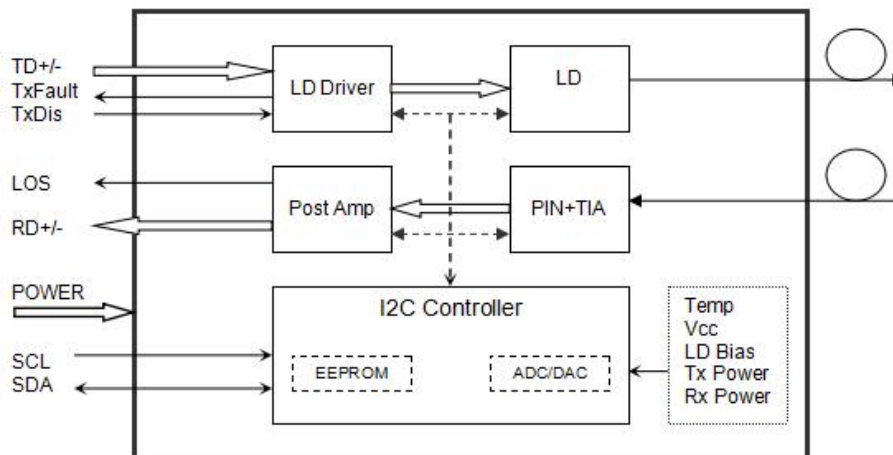 TD+/-
TxFault
TxDis
LD Driver
LD
LOS
RD+/-
Post Amp
PIN+TIA
POWER
SCL
SDA
I2C Controller
EEPROM
ADC/DAC
Temp
Vcc
LD Bias
Tx Power
Rx Power